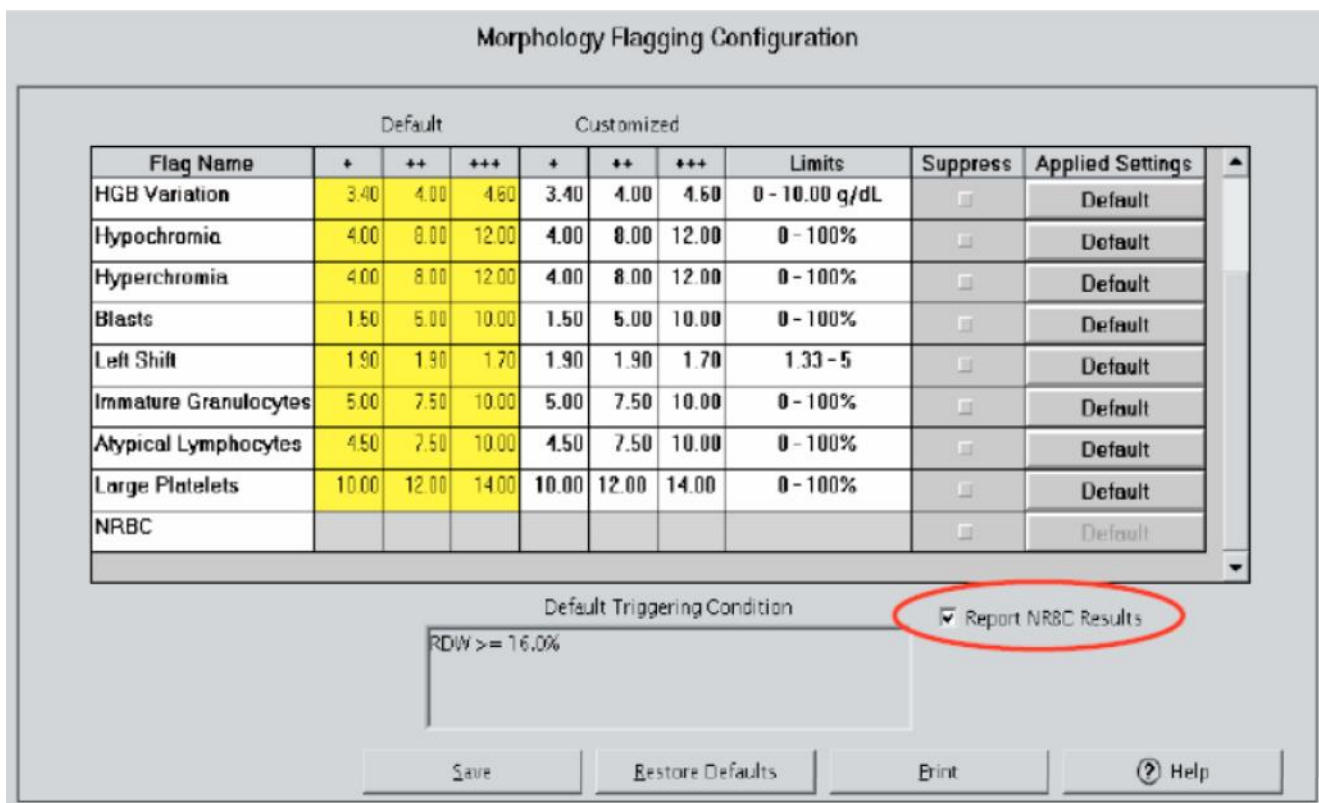 Morphology Flagging Configuration
Default Customized
Flag Name + ++ +++ + ++ +++ Limits Suppress Applied Settings
HGB Variation 3.40 4.00 4.60 3.40 4.00 4.60 0 - 10.00 g/dL Default
Hypochromia 4.00 8.00 12.00 4.00 8.00 12.00 0 - 100% Default
Hyperchromia 4.00 8.00 12.00 4.00 8.00 12.00 0 - 100% Default
Blasts 1.50 5.00 10.00 1.50 5.00 10.00 0 - 100% Default
Left Shift 1.90 1.90 1.70 1.90 1.90 1.70 1.33 - 5 Default
Immature Granulocytes 5.00 7.50 10.00 5.00 7.50 10.00 0 - 100% Default
Atypical Lymphocytes 4.50 7.50 10.00 4.50 7.50 10.00 0 - 100% Default
Large Platelets 10.00 12.00 14.00 10.00 12.00 14.00 0 - 100% Default
NRBC Default
Default Triggering Condition
Report NRBC Results
RDW >= 16.0%
Save Restore Defaults Print Help